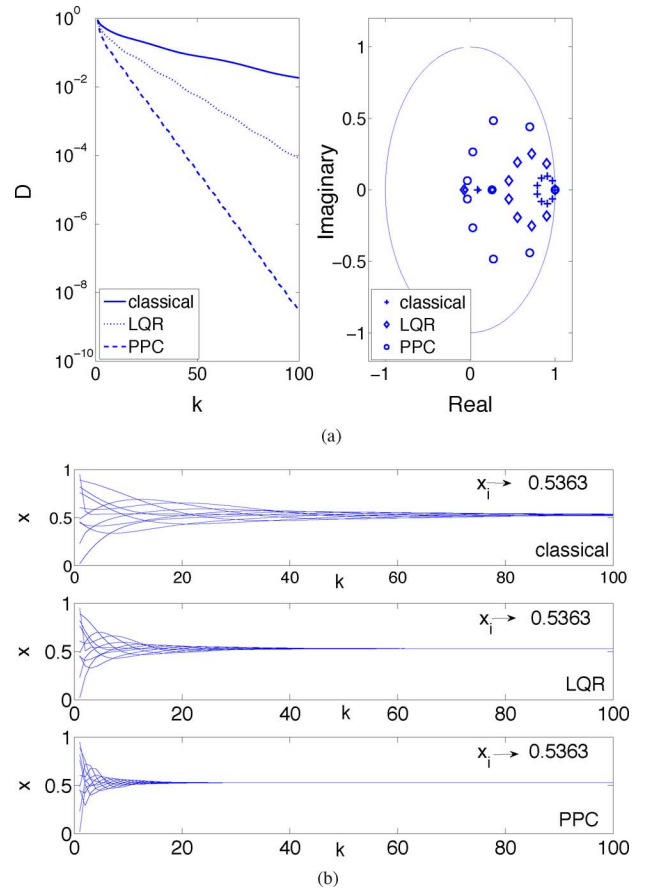 10^0
10^-2
10^-4
10^-6
10^-8
10^-10
D
0
50
100
k
classical
LQR
PPC
1
0.5
0
-0.5
-1
Imaginary
-1
0
1
Real
classical
LQR
PPC
(a)
1
0.5
0
x
0
20
40
60
80
100
k
x_i → 0.5363
classical
1
0.5
0
x
0
20
40
60
80
100
k
x_i → 0.5363
LQR
1
0.5
0
x
0
20
40
60
80
100
k
x_i → 0.5363
PPC
(b)